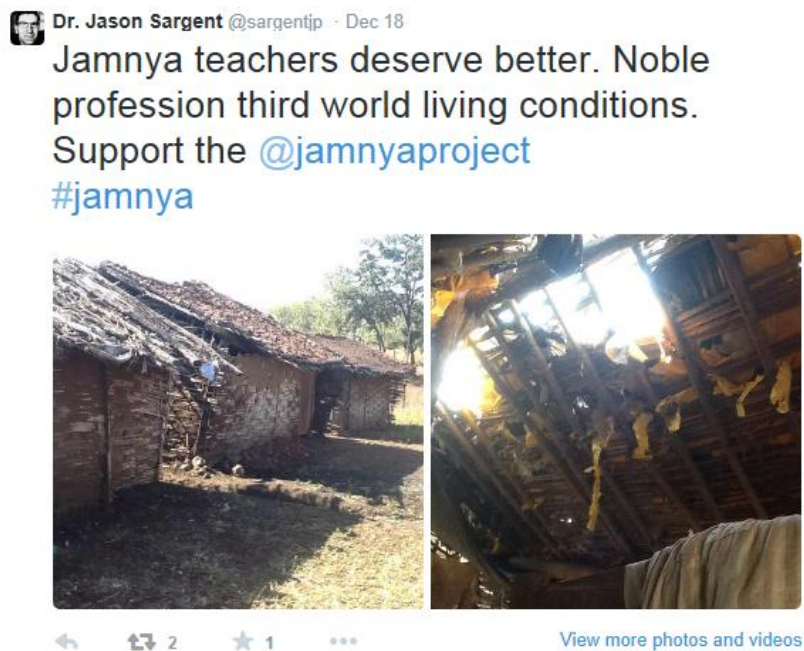 Dr. Jason Sargent @sargentjp · Dec 18
Jamnya teachers deserve better. Noble
profession third world living conditions.
Support the @jamnyaproject
#jamnya
2 1 View more photos and videos